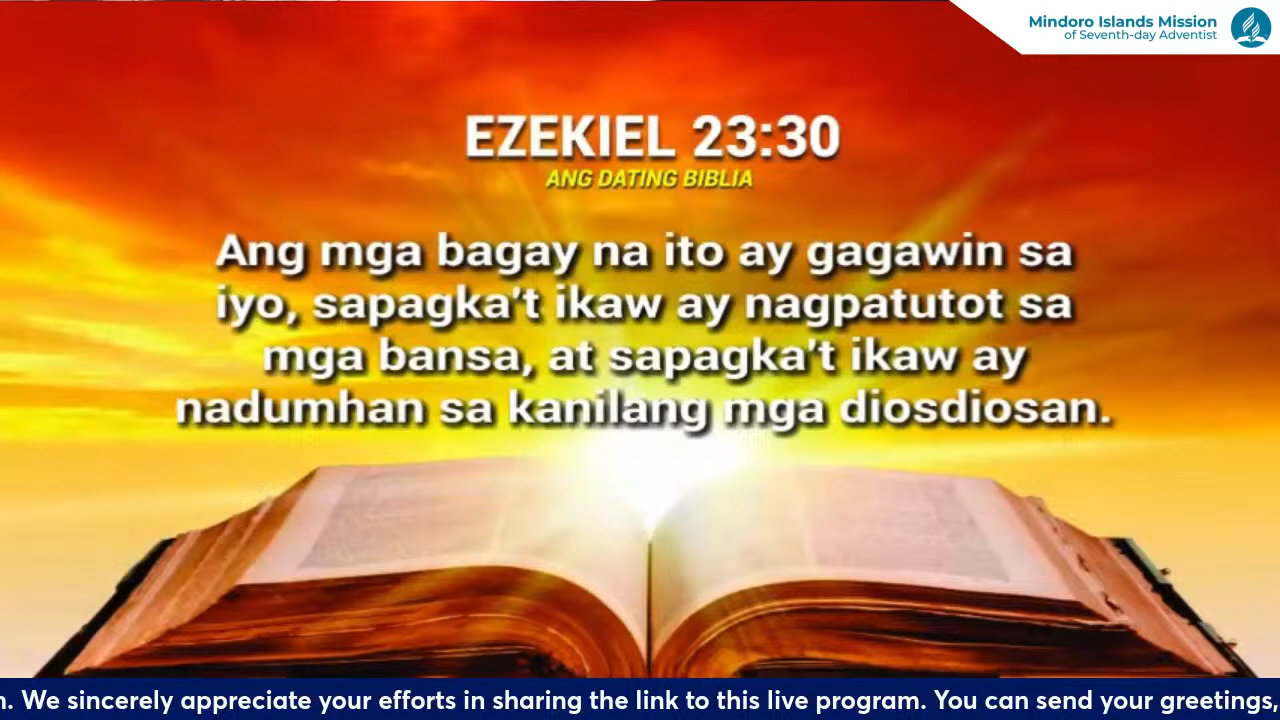 Mindoro Islands Mission
of Seventh-day Adventist
EZEKIEL 23:30
ANG DATING BIBLIA
Ang mga bagay na ito ay gagawin sa
iyo, sapagka't ikaw ay nagpatutot sa
mga bansa, at sapagka't ikaw ay
nadumhan sa kanilang mga diosdiosan.
. We sincerely appreciate your efforts in sharing the link to this live program. You can send your greetings,